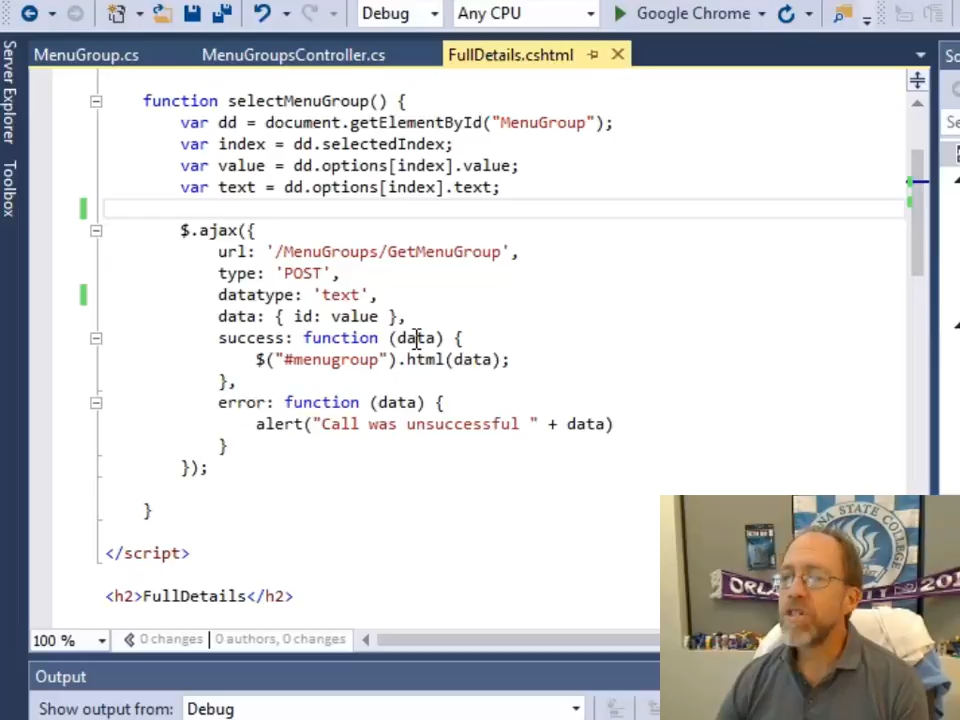 Debug
Any CPU
Google Chrome
Server Explorer
Toolbox
MenuGroup.cs
MenuGroupsController.cs
FullDetails.cshtml
So
Se
function selectMenuGroup() {
var dd = document.getElementById("MenuGroup");
var index = dd.selectedIndex;
var value = dd.options[index].value;
var text = dd.options[index].text;
$.ajax({
url: '/MenuGroups/GetMenuGroup',
type: 'POST',
datatype: 'text',
data: { id: value },
success: function (data) {
$("#menugroup").html(data);
},
error: function (data) {
alert("Call was unsuccessful " + data)
}
});
}
</script>
<h2>FullDetails</h2>
100 %
0 changes | 0 authors, 0 changes
Output
Show output from:
Debug
STATE COLLEGE